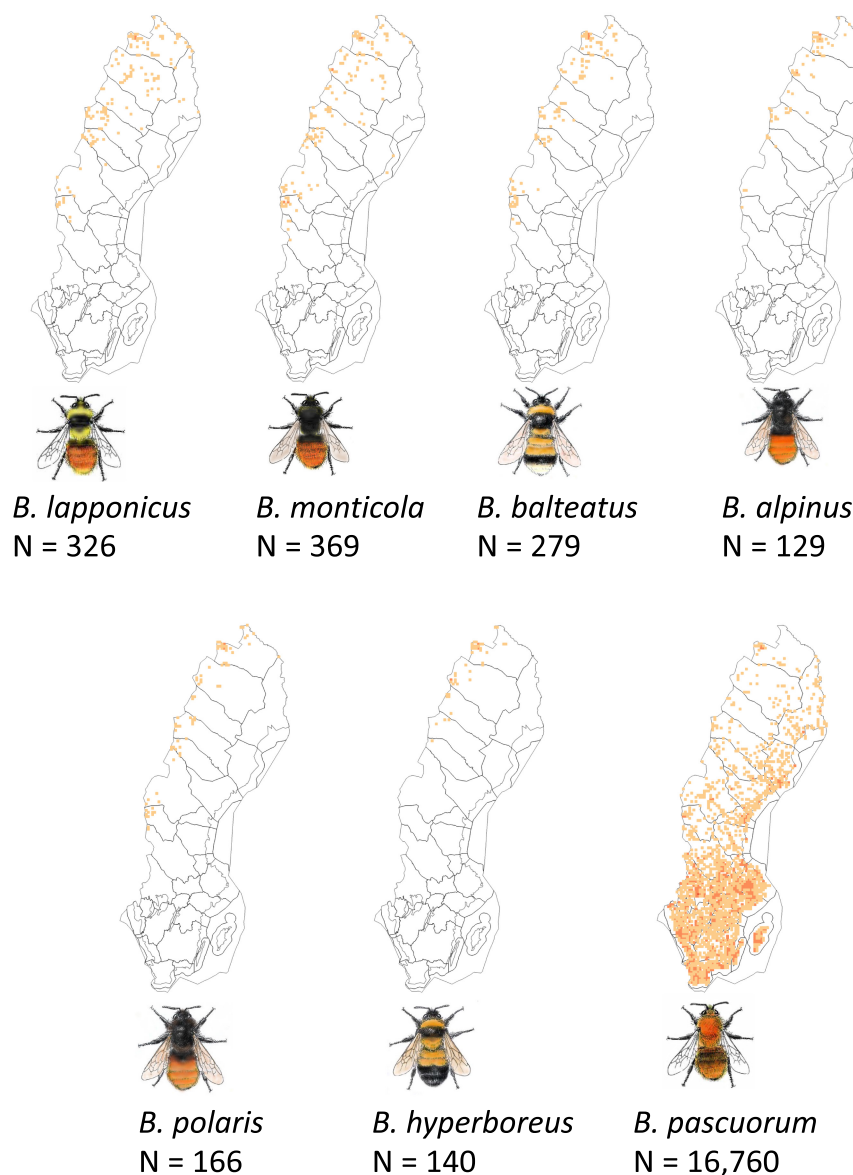 B. lapponicus
N = 326
B. monticola
N = 369
B. balteatus
N = 279
B. alpinus
N = 129
B. polaris
N = 166
B. hyperboreus
N = 140
B. pascuorum
N = 16,760